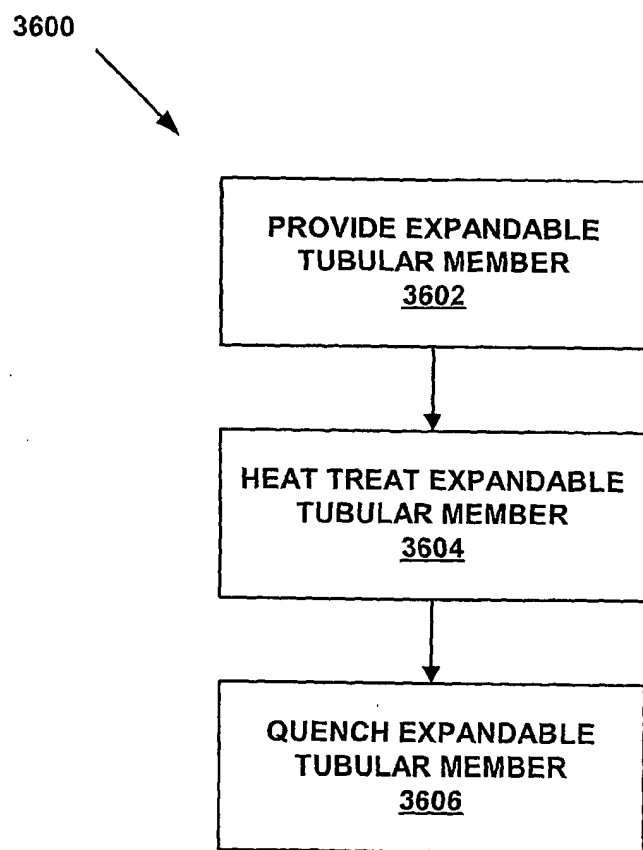 3600
PROVIDE EXPANDABLE
TUBULAR MEMBER
3602
HEAT TREAT EXPANDABLE
TUBULAR MEMBER
3604
QUENCH EXPANDABLE
TUBULAR MEMBER
3606